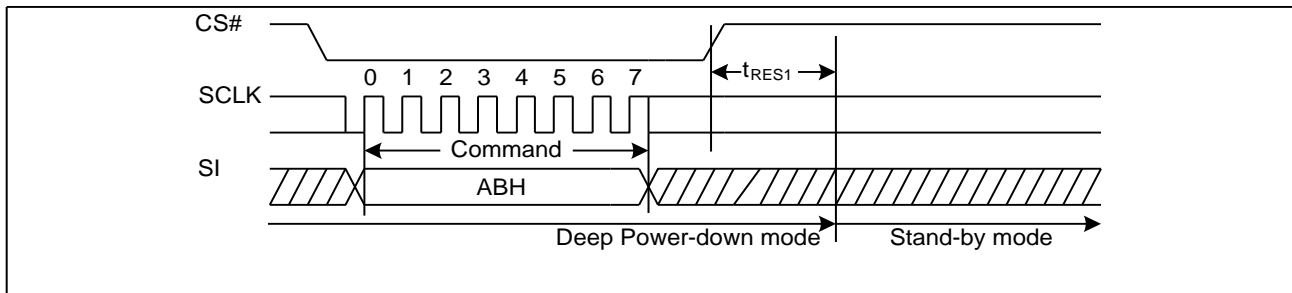 CS#
tRES1
0 1 2 3 4 5 6 7
SCLK
Command
SI
ABH
Deep Power-down mode Stand-by mode